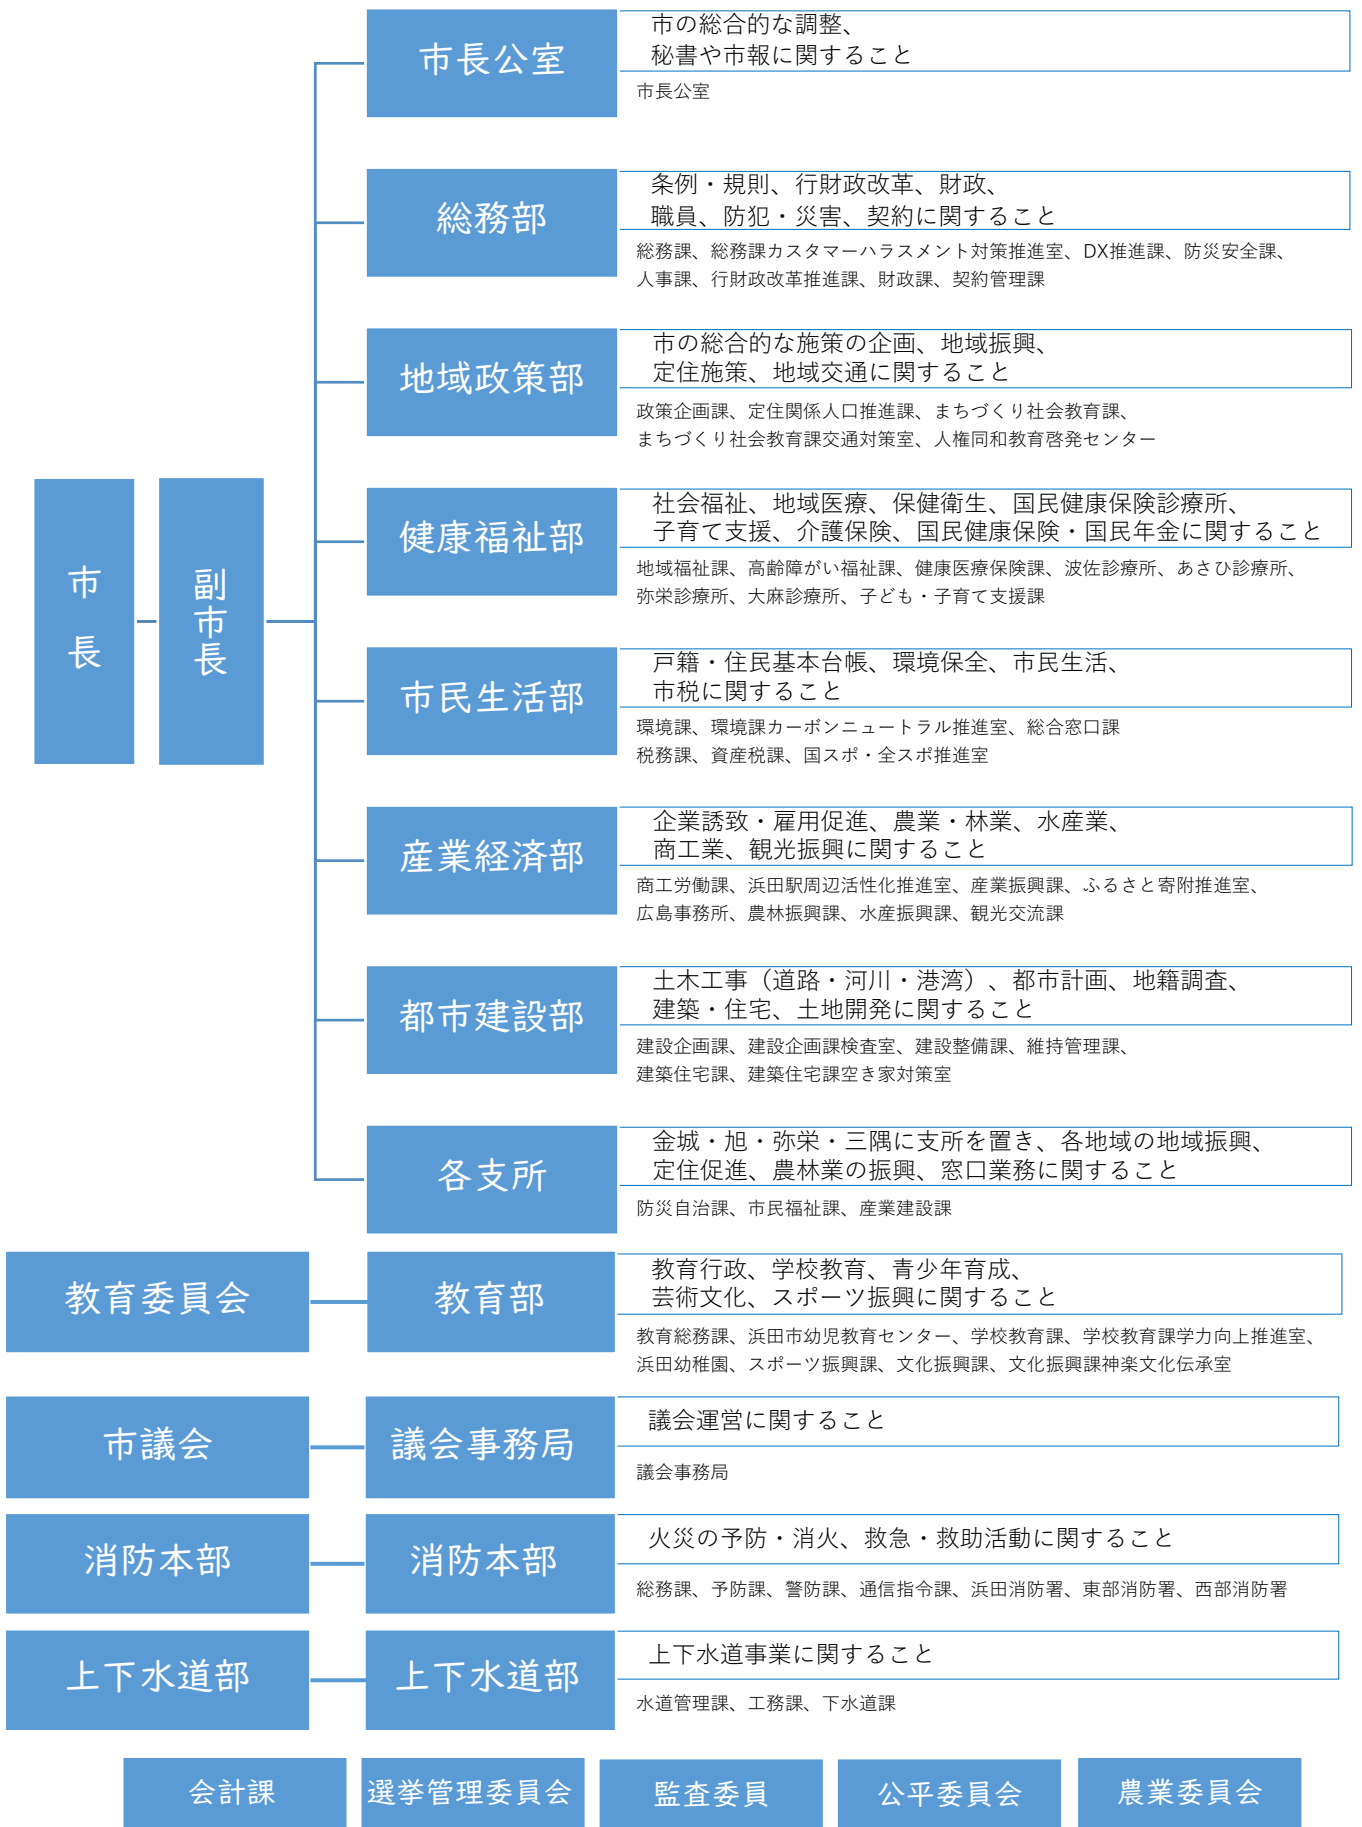 市長公室
市の総合的な調整、
秘書や市報に関すること
市長公室
総務部
条例・規則、行財政改革、財政、
職員、防犯・災害、契約に関すること
総務課、総務課カスタマーハラスメント対策推進室、DX推進課、防災安全課、
人事課、行財政改革推進課、財政課、契約管理課
地域政策部
市の総合的な施策の企画、地域振興、
定住施策、地域交通に関すること
政策企画課、定住関係人口推進課、まちづくり社会教育課、
まちづくり社会教育課交通対策室、人権同和教育啓発センター
市長
副市長
健康福祉部
社会福祉、地域医療、保健衛生、国民健康保険診療所、
子育て支援、介護保険、国民健康保険・国民年金に関すること
地域福祉課、高齢障がい福祉課、健康医療保険課、波佐診療所、あさひ診療所、
弥栄診療所、大麻診療所、子ども・子育て支援課
市民生活部
戸籍・住民基本台帳、環境保全、市民生活、
市税に関すること
環境課、環境課カーボンニュートラル推進室、総合窓口課
税務課、資産税課、国スポ・全スポ推進室
産業経済部
企業誘致・雇用促進、農業・林業、水産業、
商工業、観光振興に関すること
商工労働課、浜田駅周辺活性化推進室、産業振興課、ふるさと寄附推進室、
広島事務所、農林振興課、水産振興課、観光交流課
都市建設部
土木工事（道路・河川・港湾）、都市計画、地籍調査、
建築・住宅、土地開発に関すること
建設企画課、建設企画課検査室、建設整備課、維持管理課、
建築住宅課、建築住宅課空き家対策室
各支所
金城・旭・弥栄・三隅に支所を置き、各地域の地域振興、
定住促進、農林業の振興、窓口業務に関すること
防災自治課、市民福祉課、産業建設課
教育委員会
教育部
教育行政、学校教育、青少年育成、
芸術文化、スポーツ振興に関すること
教育総務課、浜田市幼児教育センター、学校教育課、学校教育課学力向上推進室、
浜田幼稚園、スポーツ振興課、文化振興課、文化振興課神楽文化伝承室
市議会
議会事務局
議会運営に関すること
議会事務局
消防本部
消防本部
火災の予防・消火、救急・救助活動に関すること
総務課、予防課、警防課、通信指令課、浜田消防署、東部消防署、西部消防署
上下水道部
上下水道部
上下水道事業に関すること
水道管理課、工務課、下水道課
会計課
選挙管理委員会
監査委員
公平委員会
農業委員会